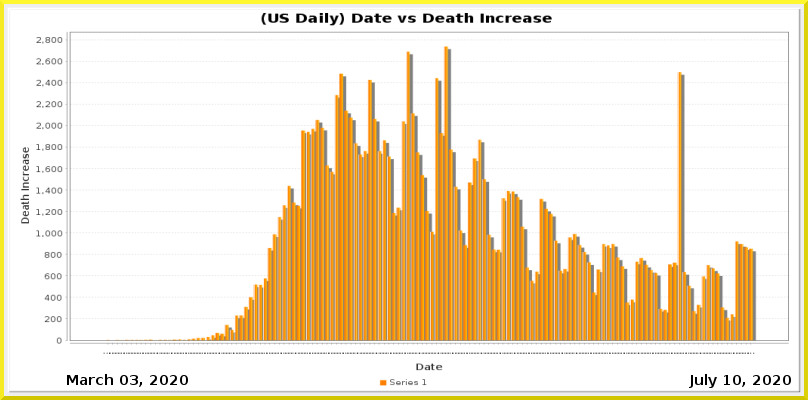 (US Daily) Date vs Death Increase
2,800
2,600
2,400
2,200
2,000
1,800
1,600
1,400
1,200
1,000
800
600
400
200
0
Death Increase
Date
March 03, 2020
Series 1
July 10, 2020